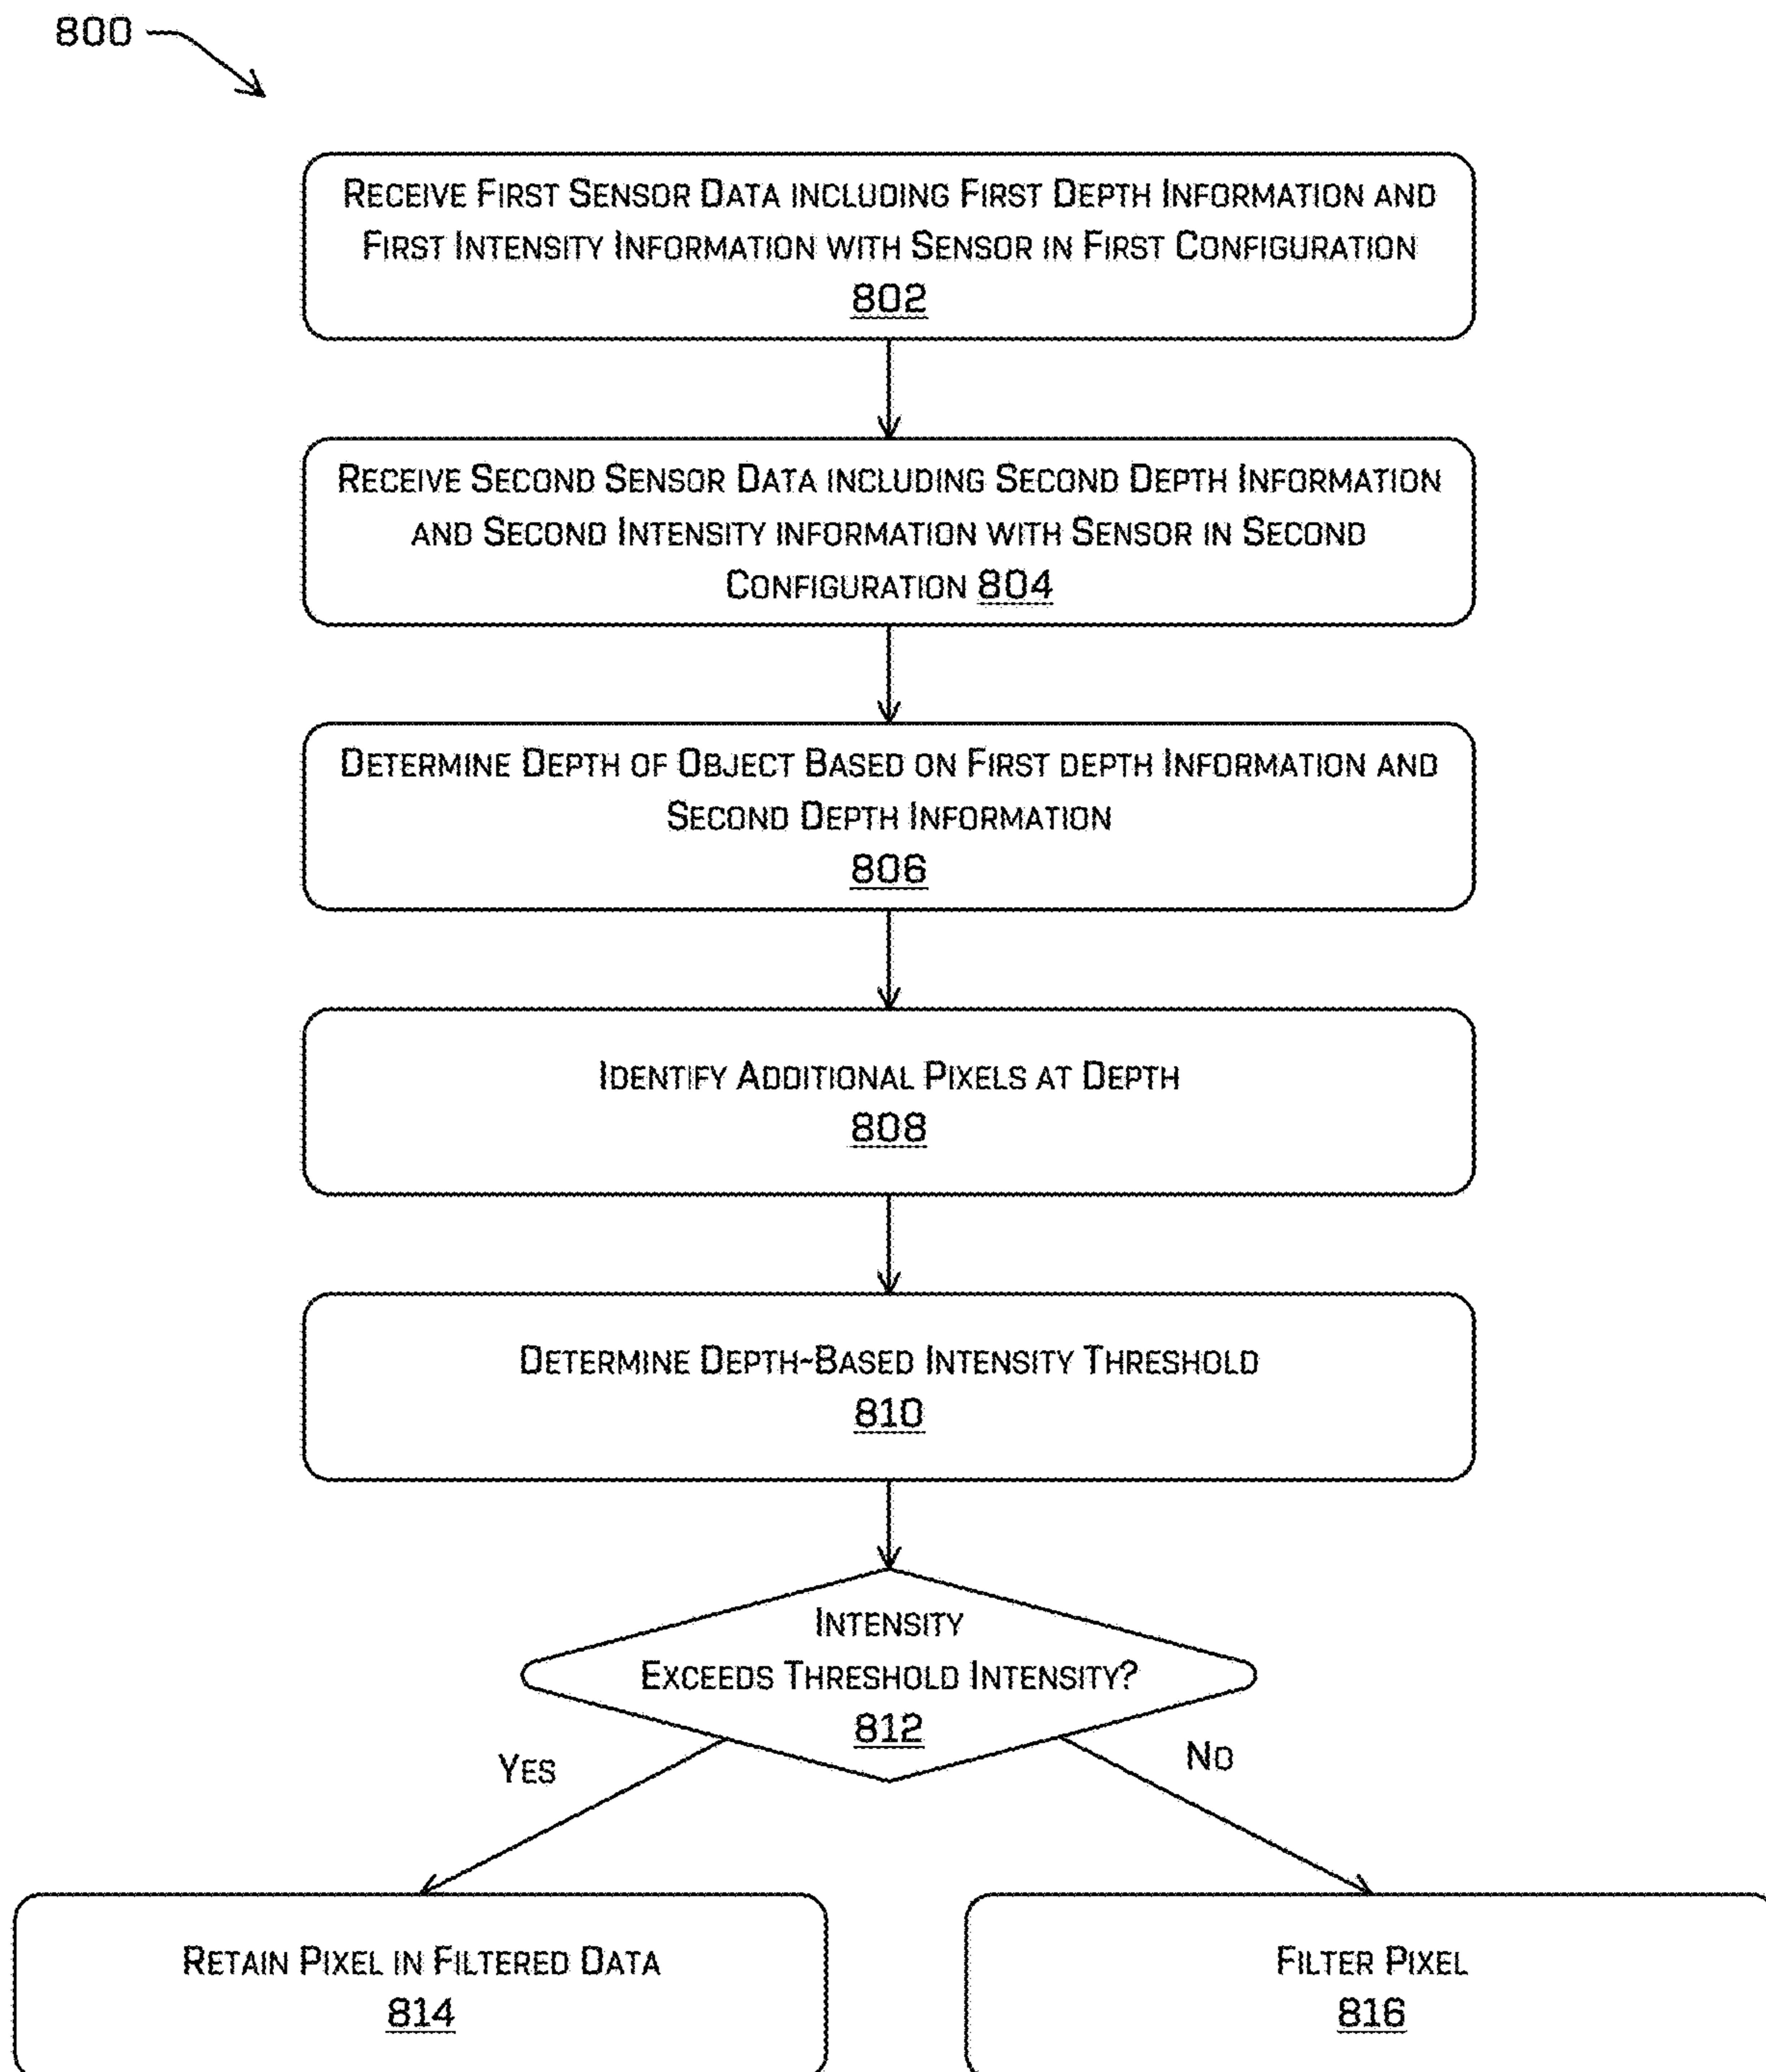 800
Receive First Sensor Data including First Depth Information and
First Intensity Information with Sensor in First Configuration
802
Receive Second Sensor Data including Second Depth Information
and Second Intensity information with Sensor in Second
Configuration 804
Determine Depth of Object Based on First depth Information and
Second Depth Information
806
Identify Additional Pixels at Depth
808
Determine Depth-Based Intensity Threshold
810
Intensity
Exceeds Threshold Intensity?
812
Yes
No
Retain Pixel in Filtered Data
814
Filter Pixel
816